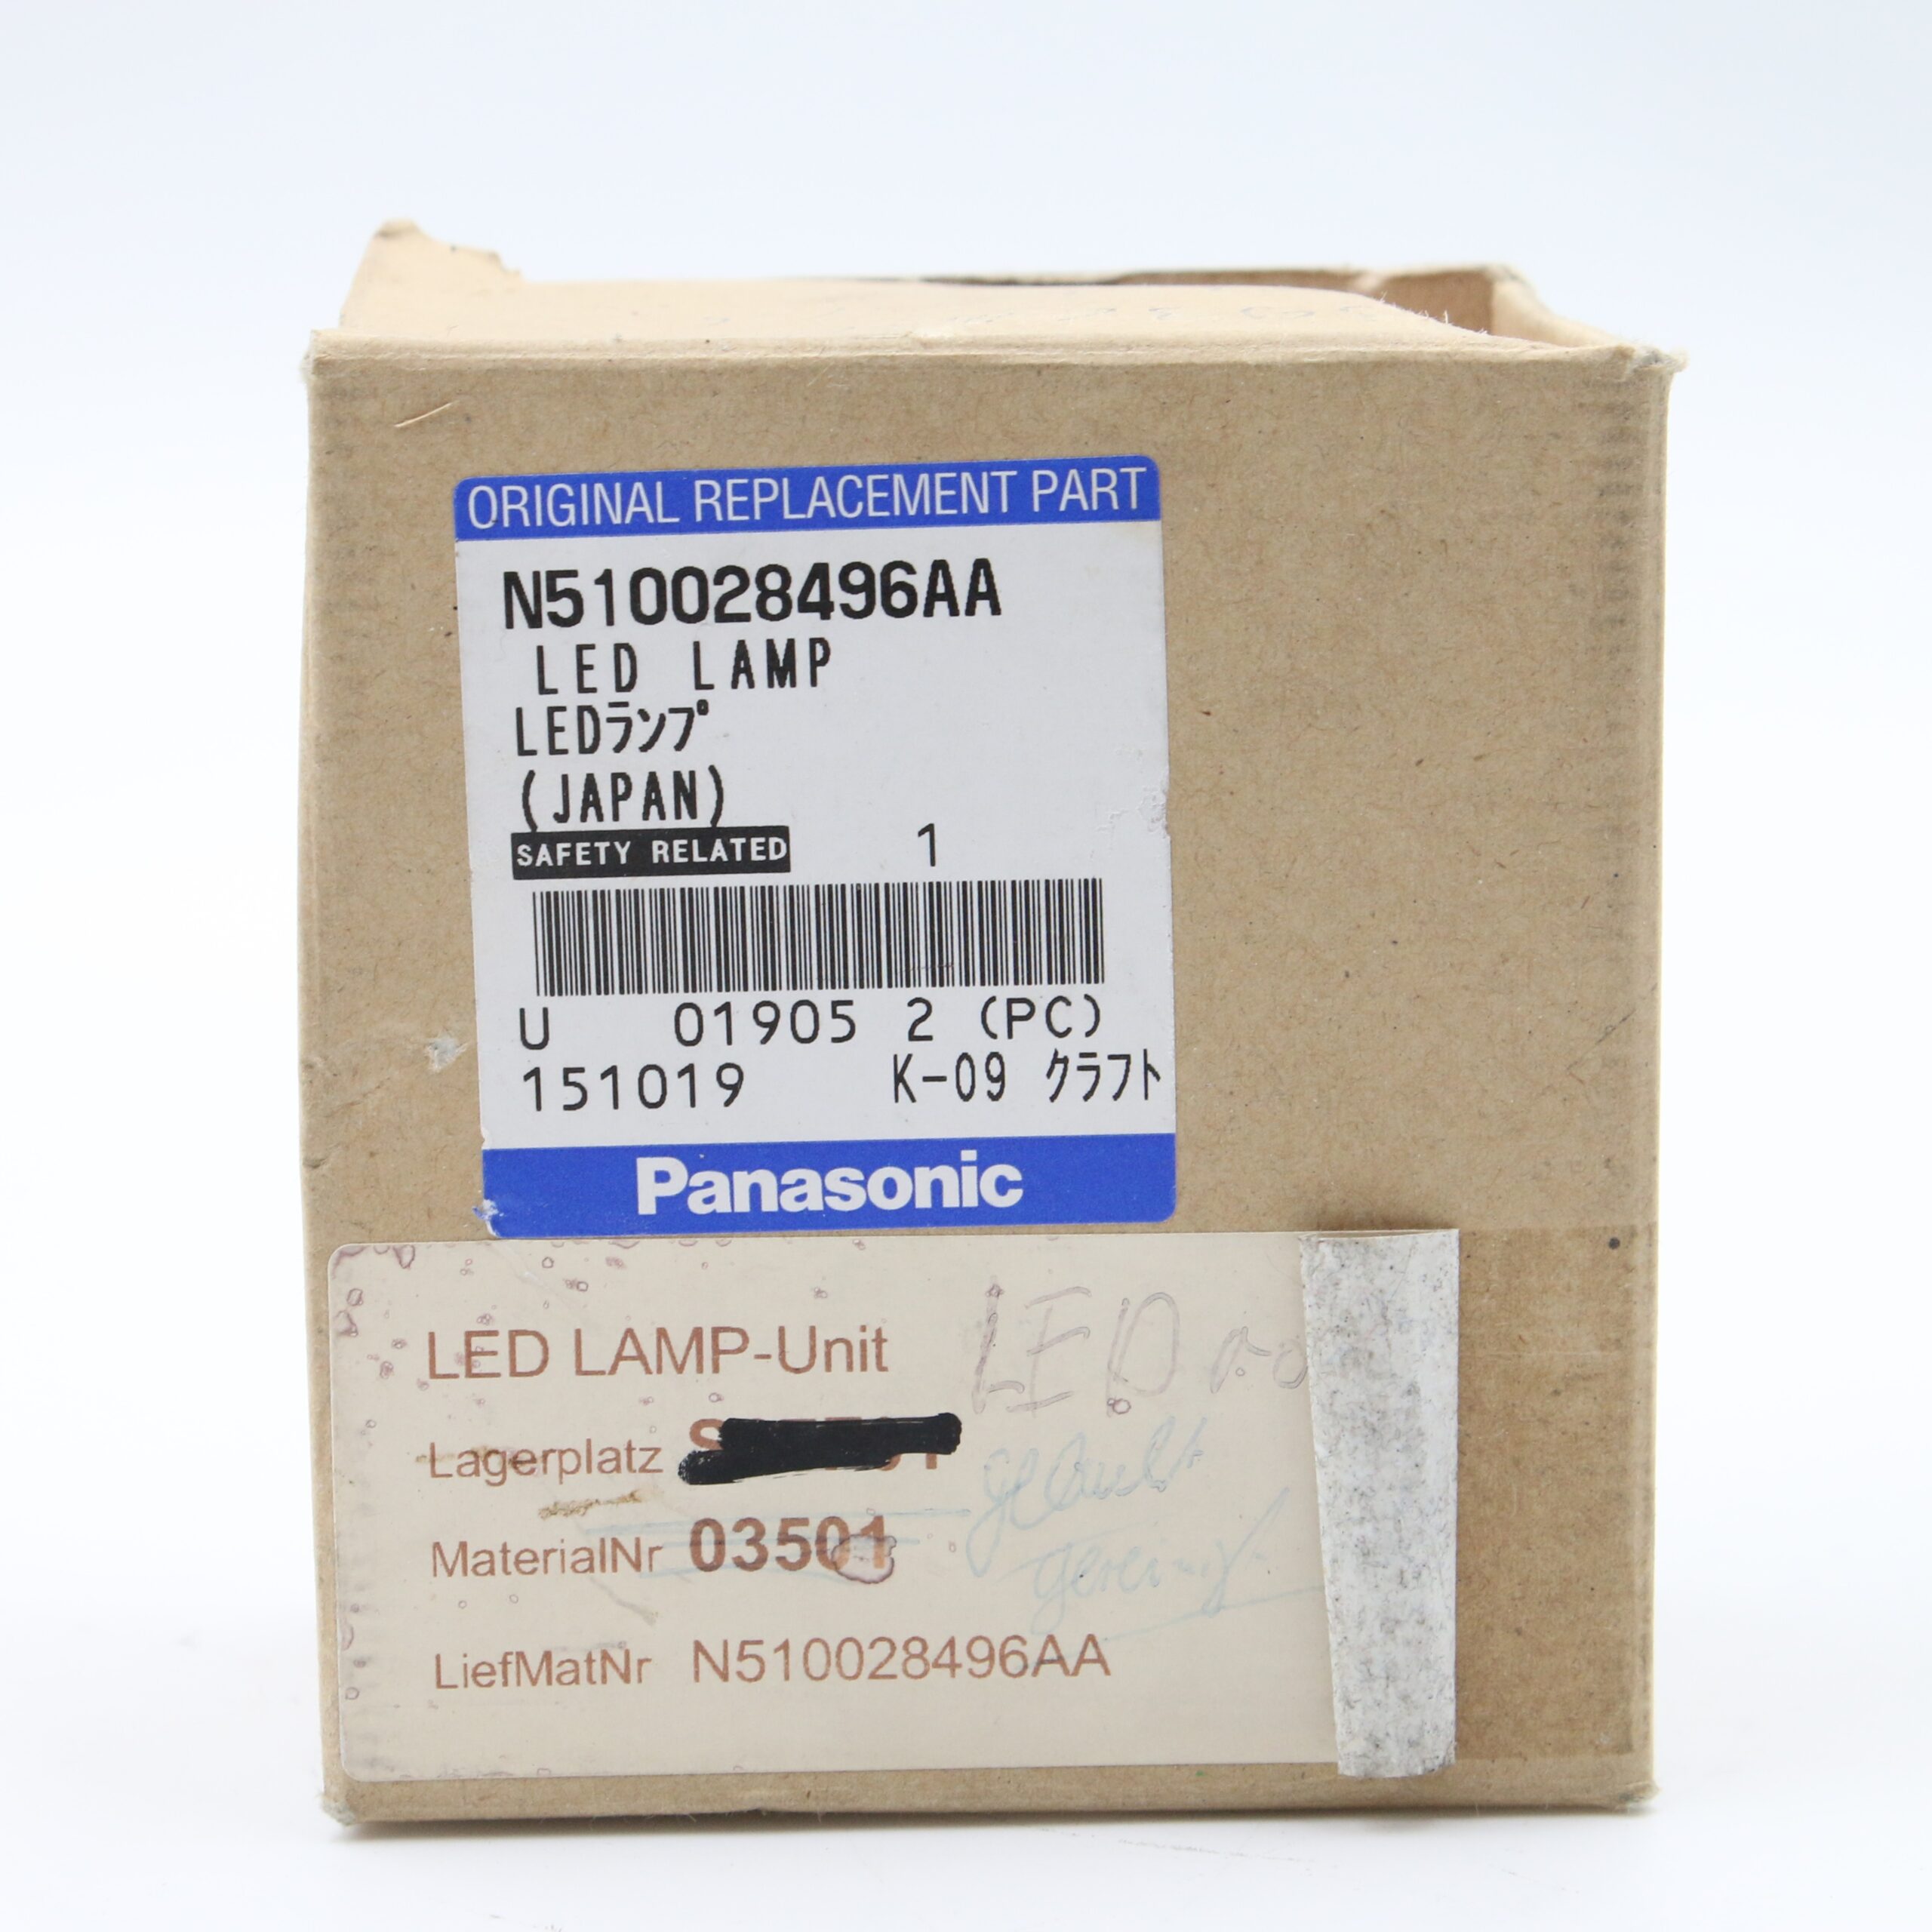 ORIGINAL REPLACEMENT PART
N510028496AA
LED LAMP
LEDランプ
(JAPAN)
SAFETY RELATED 1
U 01905 2 (PC)
151019 K-09 クラフト
Panasonic
LED LAMP-Unit LED
Lagerplatz
MaterialNr 03501
LiefMatNr N510028496AA